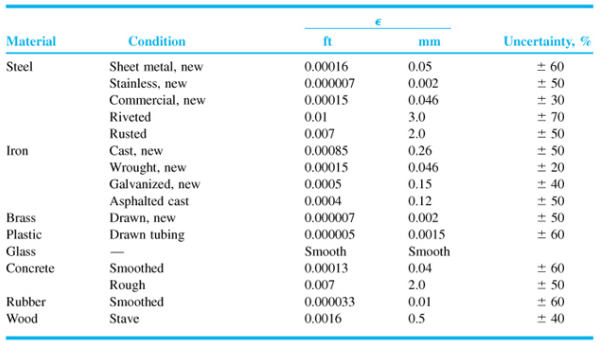 ϵ
Material Condition ft mm Uncertainty, %
Steel Sheet metal, new 0.00016 0.05 ± 60
Stainless, new 0.000007 0.002 ± 50
Commercial, new 0.00015 0.046 ± 30
Riveted 0.01 3.0 ± 70
Rusted 0.007 2.0 ± 50
Iron Cast, new 0.00085 0.26 ± 50
Wrought, new 0.00015 0.046 ± 20
Galvanized, new 0.0005 0.15 ± 40
Asphalted cast 0.0004 0.12 ± 50
Brass Drawn, new 0.000007 0.002 ± 50
Plastic Drawn tubing 0.000005 0.0015 ± 60
Glass — Smooth Smooth
Concrete Smoothed 0.00013 0.04 ± 60
Rough 0.007 2.0 ± 50
Rubber Smoothed 0.000033 0.01 ± 60
Wood Stave 0.0016 0.5 ± 40